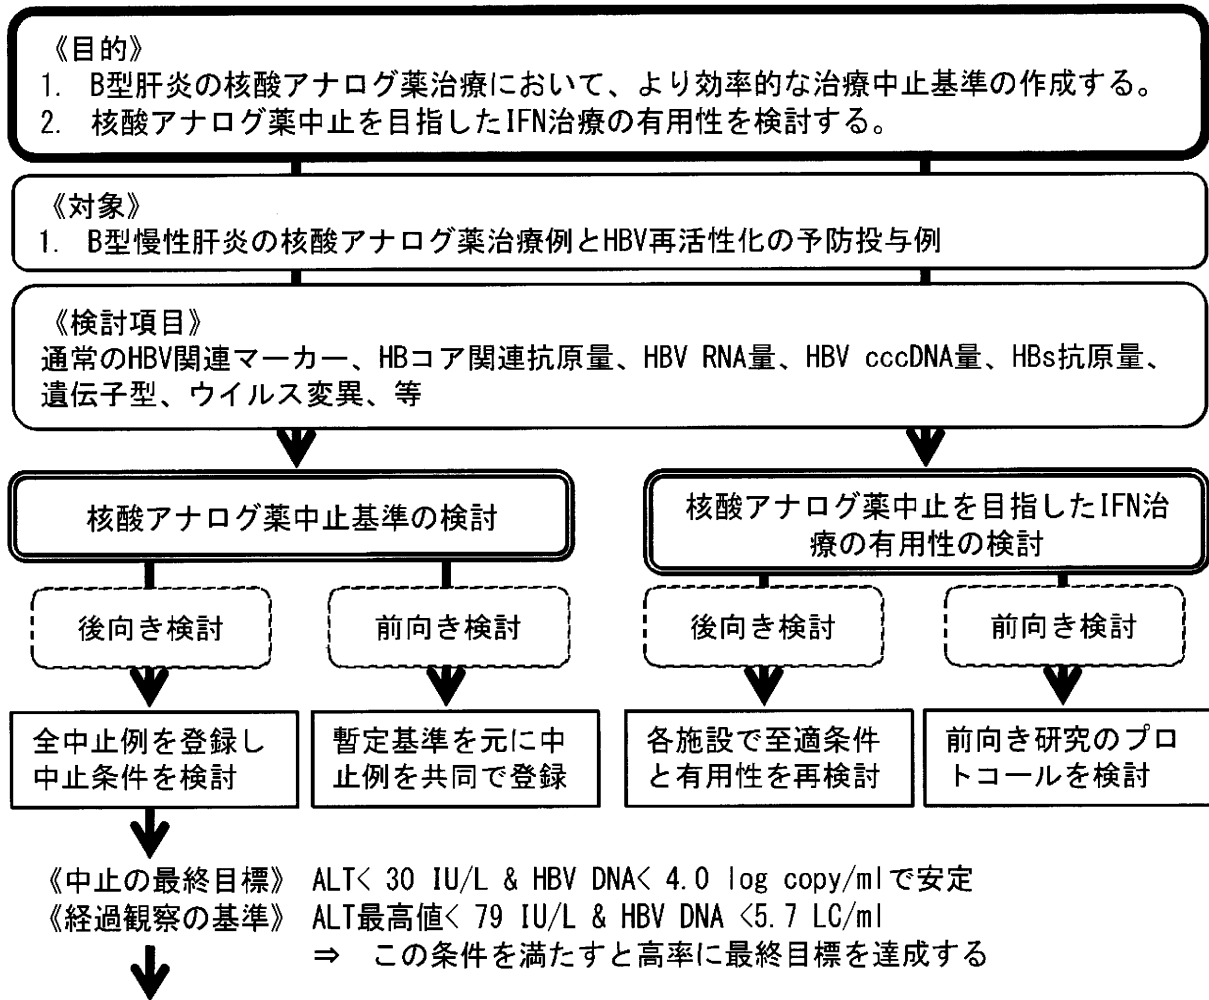 《目的》
1. B型肝炎の核酸アナログ薬治療において、より効率的な治療中止基準の作成する。
2. 核酸アナログ薬中止を目指したIFN治療の有用性を検討する。
《対象》
1. B型慢性肝炎の核酸アナログ薬治療例とHBV再活性化の予防投与例
《検討項目》
通常のHBV関連マーカー、HBコア関連抗原量、HBV RNA量、HBV cccDNA量、HBs抗原量、
遺伝子型、ウイルス変異、等
核酸アナログ薬中止基準の検討
核酸アナログ薬中止を目指したIFN治
療の有用性の検討
後向き検討
前向き検討
後向き検討
前向き検討
全中止例を登録し
中止条件を検討
暫定基準を元に中
止例を共同で登録
各施設で至適条件
と有用性を再検討
前向き研究のプロ
トコールを検討
《中止の最終目標》 ALT< 30 IU/L & HBV DNA< 4.0 log copy/mlで安定
《経過観察の基準》 ALT最高値< 79 IU/L & HBV DNA <5.7 LC/ml
⇒ この条件を満たすと高率に最終目標を達成する